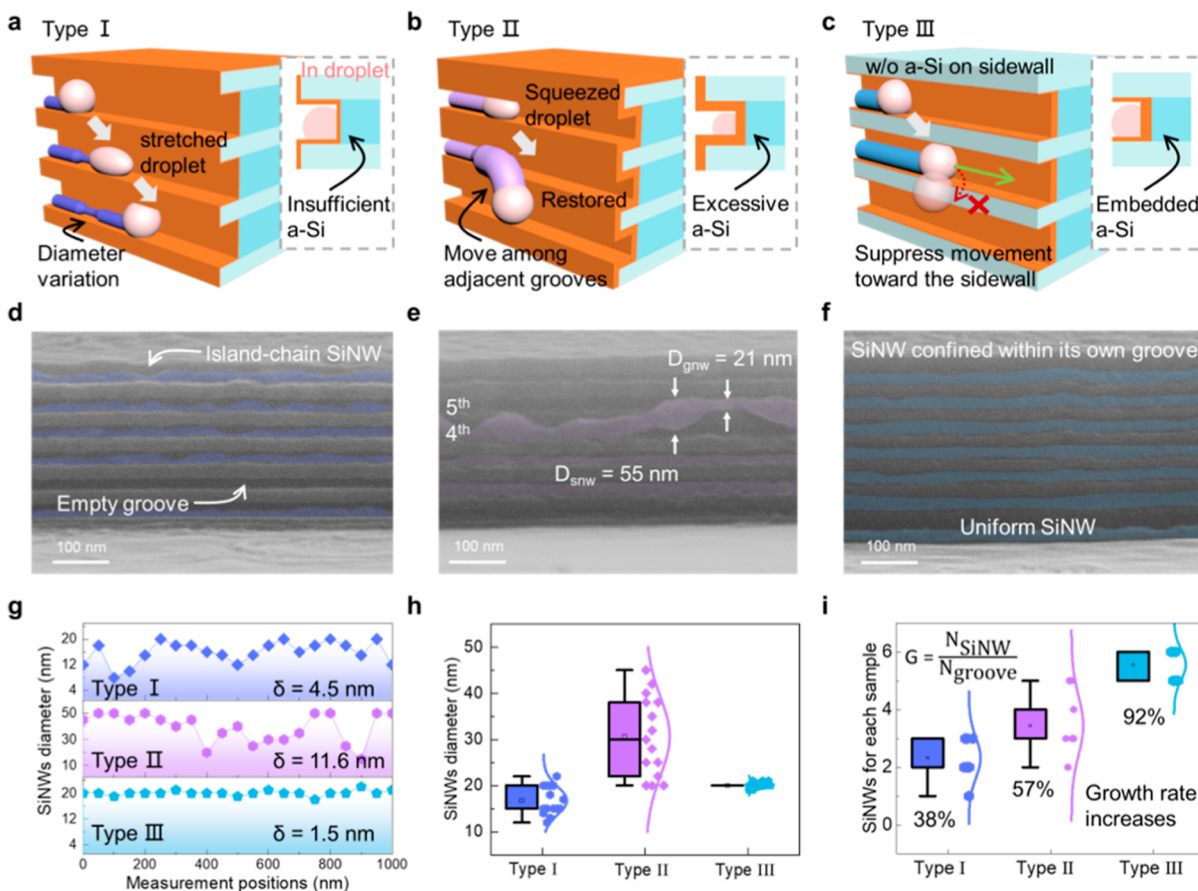 a Type Ⅰ
In droplet
stretched
droplet
Insufficient
a-Si
Diameter
variation
b Type Ⅱ
Squeezed
droplet
Restored
Excessive
a-Si
Move among
adjacent grooves
c Type Ⅲ
w/o a-Si on sidewall
Embedded
a-Si
Suppress movement
toward the sidewall
d
Island-chain SiNW
Empty groove
100 nm
e
D_gnw = 21 nm
5th
4th
D_snw = 55 nm
100 nm
f
SiNW confined within its own groove
Uniform SiNW
100 nm
g
SiNWs diameter (nm)
20
12
4
Type Ⅰ δ = 4.5 nm
50
30
10
Type Ⅱ δ = 11.6 nm
20
12
4
Type Ⅲ δ = 1.5 nm
0 200 400 600 800 1000
Measurement positions (nm)
h
SiNWs diameter (nm)
50
40
30
20
10
Type Ⅰ Type Ⅱ Type Ⅲ
i
SiNWs for each sample
6
4
2
0
G = N_SiNW / N_groove
92%
57%
38%
Growth rate
increases
Type Ⅰ Type Ⅱ Type Ⅲ